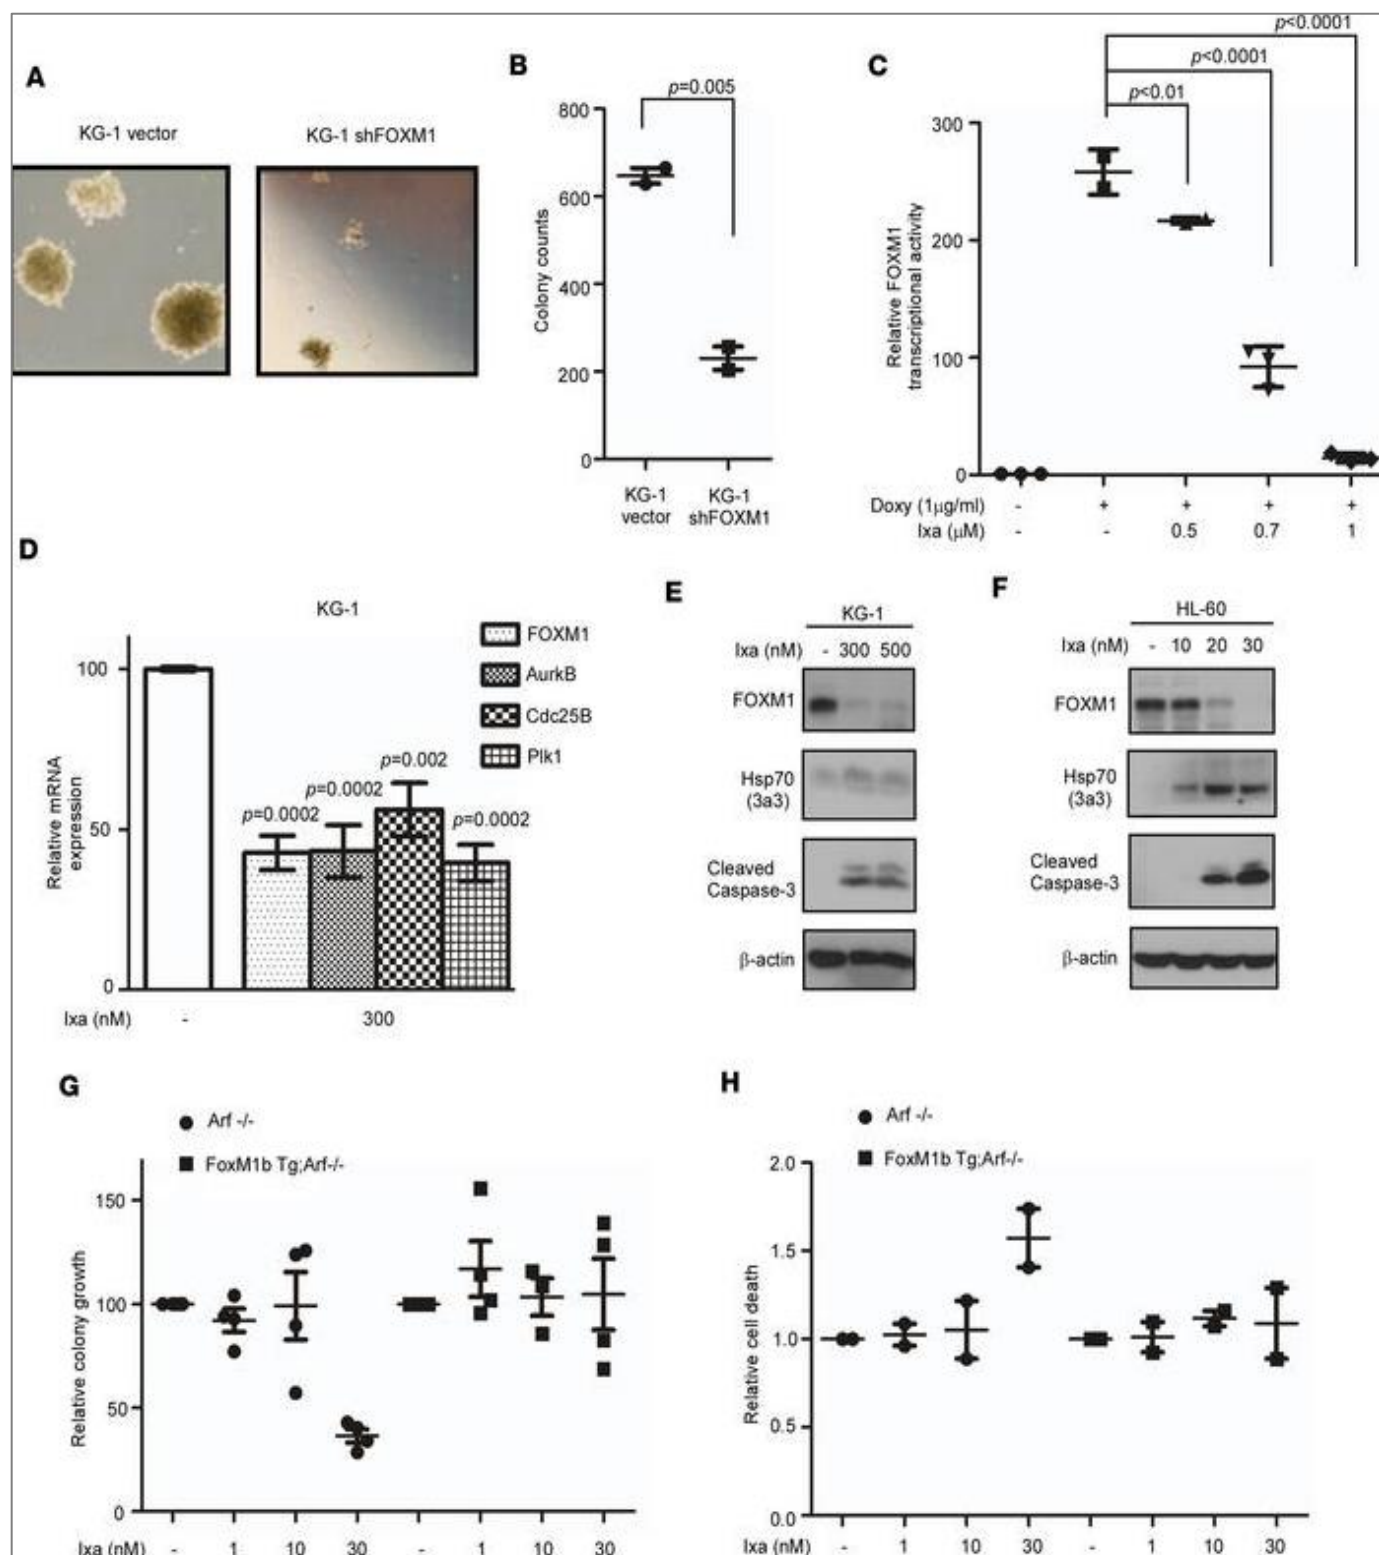 A
KG-1 vector
KG-1 shFOXM1
B
p=0.005
800
600
400
200
0
Colony counts
KG-1
vector
KG-1
shFOXM1
C
p<0.0001
p<0.0001
p<0.01
300
200
100
0
Relative FOXM1
transcriptional activity
Doxy (1µg/ml) - + + + +
Ixa (µM) - - 0.5 0.7 1
D
KG-1
FOXM1
AurkB
Cdc25B
Plk1
100
50
0
Relative mRNA
expression
p=0.0002
p=0.0002
p=0.002
p=0.0002
Ixa (nM) - 300
E
KG-1
Ixa (nM) - 300 500
FOXM1
Hsp70
(3a3)
Cleaved
Caspase-3
β-actin
F
HL-60
Ixa (nM) - 10 20 30
FOXM1
Hsp70
(3a3)
Cleaved
Caspase-3
β-actin
G
Arf -/-
FoxM1b Tg;Arf-/-
150
100
50
0
Relative colony growth
Ixa (nM) - 1 10 30 - 1 10 30
H
Arf -/-
FoxM1b Tg;Arf-/-
2.0
1.5
1.0
0.5
0.0
Relative cell death
Ixa (nM) - 1 10 30 - 1 10 30